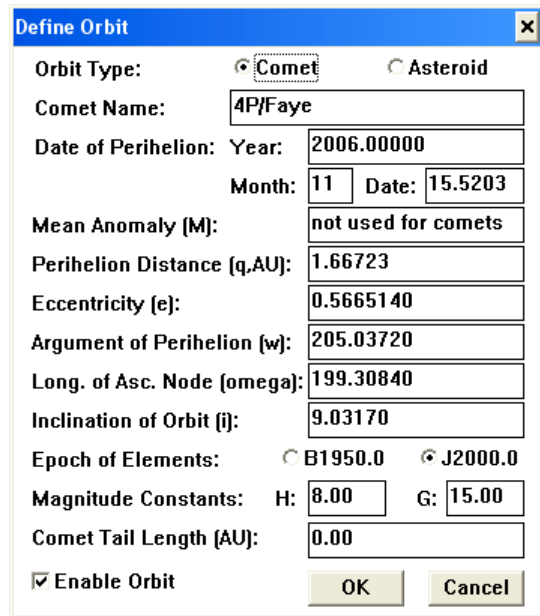 Define Orbit
Orbit Type: Comet Asteroid
Comet Name: 4P/Faye
Date of Perihelion: Year: 2006.00000
Month: 11 Date: 15.5203
Mean Anomaly (M): not used for comets
Perihelion Distance (q,AU): 1.66723
Eccentricity (e): 0.5665140
Argument of Perihelion (w): 205.03720
Long. of Asc. Node (omega): 199.30840
Inclination of Orbit (i): 9.03170
Epoch of Elements: B1950.0 J2000.0
Magnitude Constants: H: 8.00 G: 15.00
Comet Tail Length (AU): 0.00
Enable Orbit OK Cancel